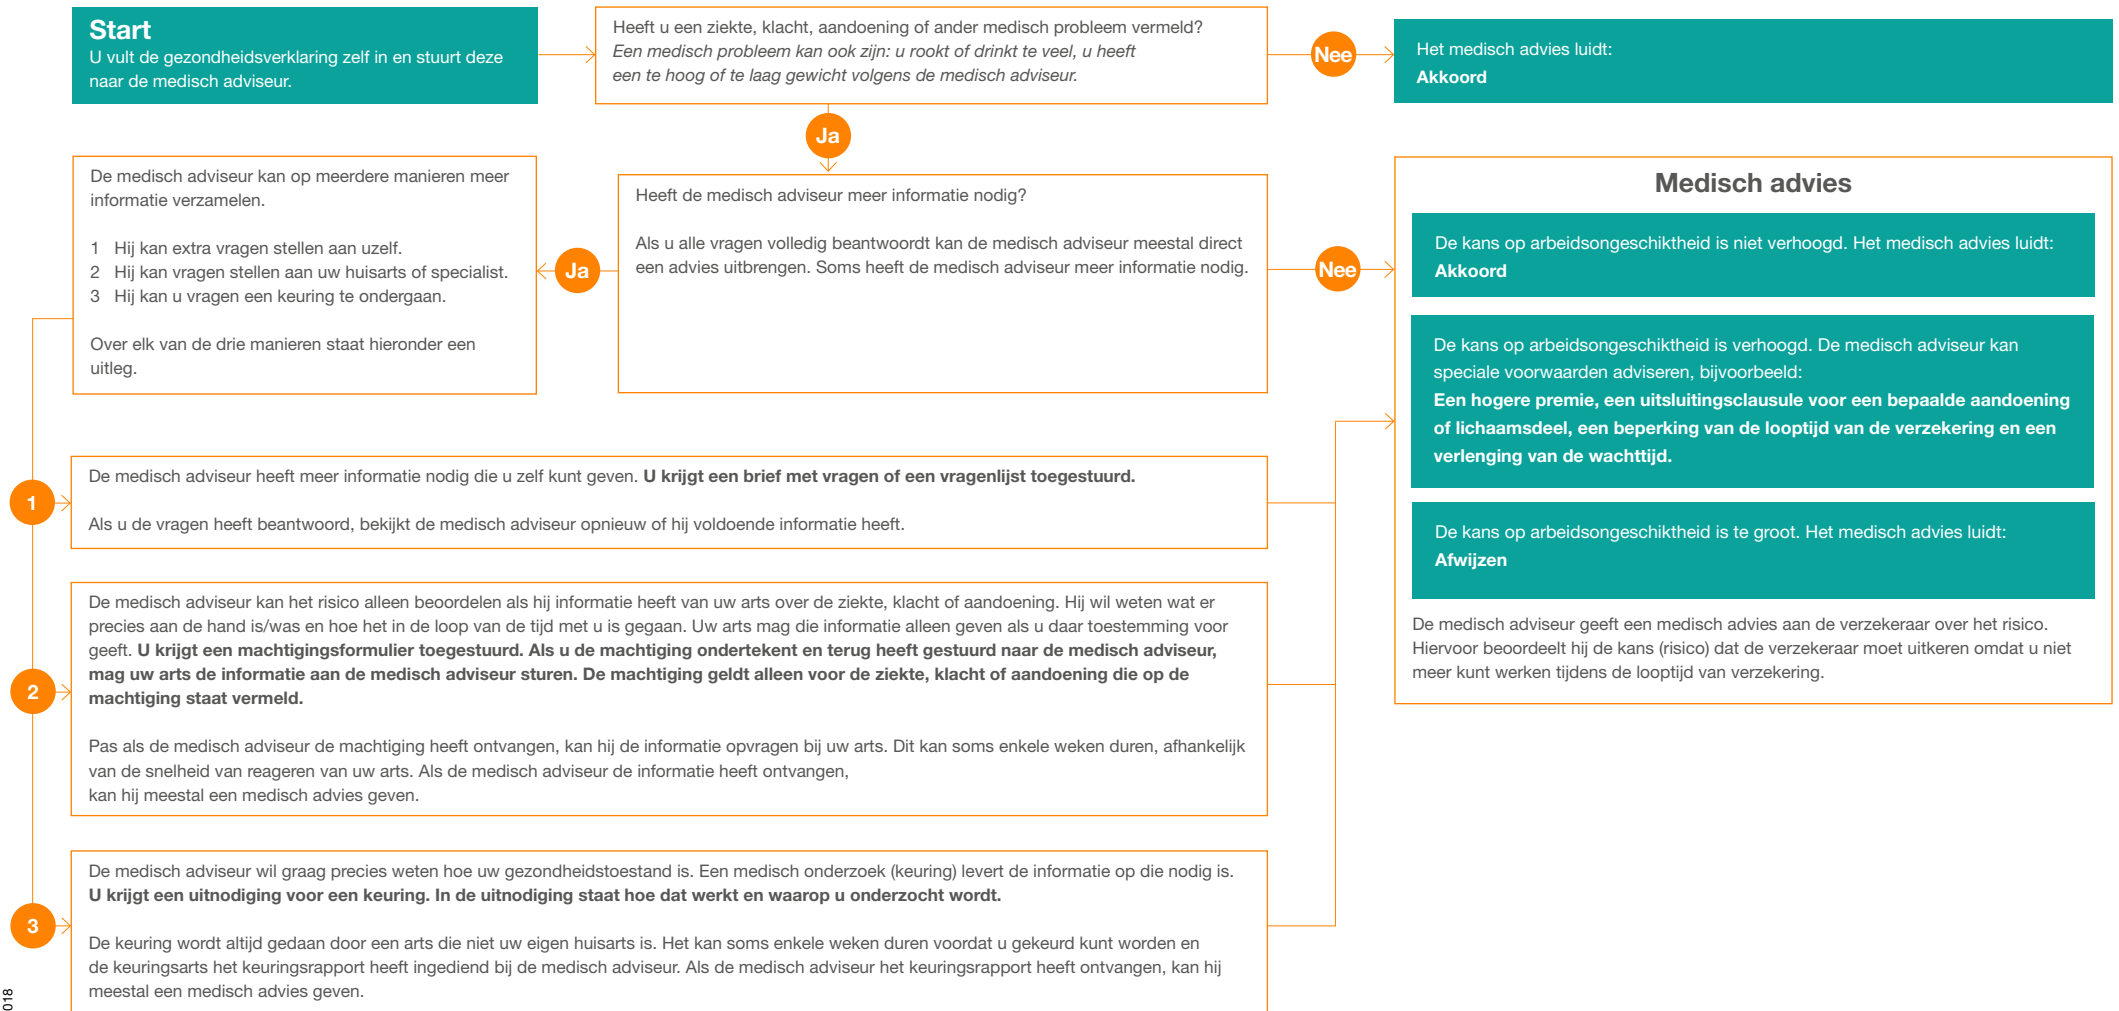 Start
U vult de gezondheidsverklaring zelf in en stuurt deze
naar de medisch adviseur.
Heeft u een ziekte, klacht, aandoening of ander medisch probleem vermeld?
Een medisch probleem kan ook zijn: u rookt of drinkt te veel, u heeft
een te hoog of te laag gewicht volgens de medisch adviseur.
Nee
Het medisch advies luidt:
Akkoord
Ja
De medisch adviseur kan op meerdere manieren meer
informatie verzamelen.
1 Hij kan extra vragen stellen aan uzelf.
2 Hij kan vragen stellen aan uw huisarts of specialist.
3 Hij kan u vragen een keuring te ondergaan.
Over elk van de drie manieren staat hieronder een
uitleg.
Ja
Heeft de medisch adviseur meer informatie nodig?
Als u alle vragen volledig beantwoordt kan de medisch adviseur meestal direct
een advies uitbrengen. Soms heeft de medisch adviseur meer informatie nodig.
Nee
Medisch advies
De kans op arbeidsongeschiktheid is niet verhoogd. Het medisch advies luidt:
Akkoord
De kans op arbeidsongeschiktheid is verhoogd. De medisch adviseur kan
speciale voorwaarden adviseren, bijvoorbeeld:
Een hogere premie, een uitsluitingsclausule voor een bepaalde aandoening
of lichaamsdeel, een beperking van de looptijd van de verzekering en een
verlenging van de wachttijd.
De kans op arbeidsongeschiktheid is te groot. Het medisch advies luidt:
Afwijzen
De medisch adviseur geeft een medisch advies aan de verzekeraar over het risico.
Hiervoor beoordeelt hij de kans (risico) dat de verzekeraar moet uitkeren omdat u niet
meer kunt werken tijdens de looptijd van verzekering.
1
De medisch adviseur heeft meer informatie nodig die u zelf kunt geven. U krijgt een brief met vragen of een vragenlijst toegestuurd.
Als u de vragen heeft beantwoord, bekijkt de medisch adviseur opnieuw of hij voldoende informatie heeft.
2
De medisch adviseur kan het risico alleen beoordelen als hij informatie heeft van uw arts over de ziekte, klacht of aandoening. Hij wil weten wat er
precies aan de hand is/was en hoe het in de loop van de tijd met u is gegaan. Uw arts mag die informatie alleen geven als u daar toestemming voor
geeft. U krijgt een machtigingsformulier toegestuurd. Als u de machtiging ondertekent en terug heeft gestuurd naar de medisch adviseur,
mag uw arts de informatie aan de medisch adviseur sturen. De machtiging geldt alleen voor de ziekte, klacht of aandoening die op de
machtiging staat vermeld.
Pas als de medisch adviseur de machtiging heeft ontvangen, kan hij de informatie opvragen bij uw arts. Dit kan soms enkele weken duren, afhankelijk
van de snelheid van reageren van uw arts. Als de medisch adviseur de informatie heeft ontvangen,
kan hij meestal een medisch advies geven.
3
De medisch adviseur wil graag precies weten hoe uw gezondheidstoestand is. Een medisch onderzoek (keuring) levert de informatie op die nodig is.
U krijgt een uitnodiging voor een keuring. In de uitnodiging staat hoe dat werkt en waarop u onderzocht wordt.
De keuring wordt altijd gedaan door een arts die niet uw eigen huisarts is. Het kan soms enkele weken duren voordat u gekeurd kunt worden en
de keuringsarts het keuringsrapport heeft ingediend bij de medisch adviseur. Als de medisch adviseur het keuringsrapport heeft ontvangen, kan hij
meestal een medisch advies geven.
018